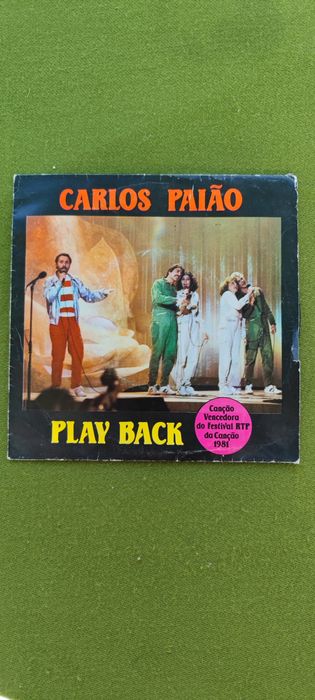 CARLOS PAIÃO
PLAY BACK
Canção
Vencedora
do Festival RTP
da Canção
1981